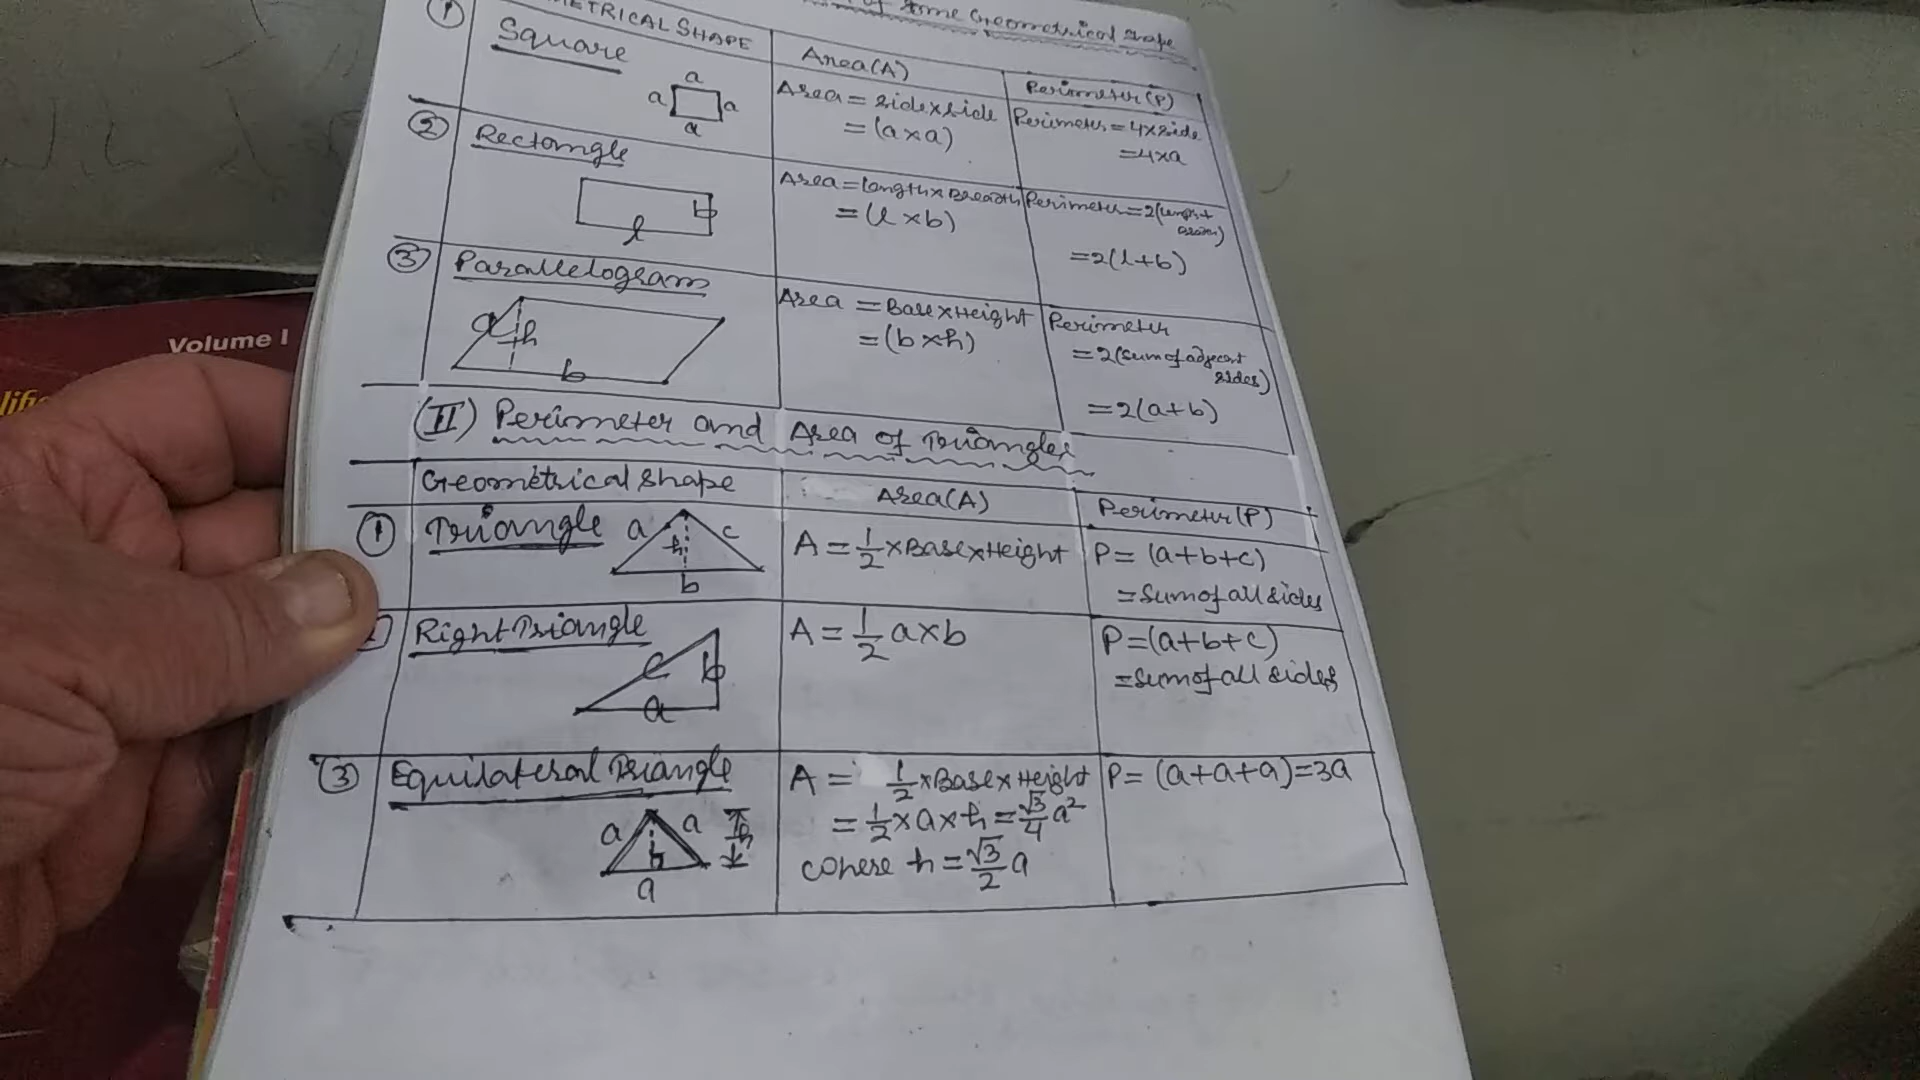 of some Geometrical shape
① METRICAL SHAPE Area(A) Perimeter(P)
Square
a
a a
a
Area = side×side
= (a×a)
Perimeter = 4×side
= 4×a
② Rectangle
b
l
Area = length×Breadth
= (l×b)
Perimeter = 2(length+
Breadth)
= 2(l+b)
③ Parallelogram
a h
b
Area = Base×Height
= (b×h)
Perimeter
= 2(sum of adjacent
sides)
= 2(a+b)
(II) Perimeter and Area of Triangles
Geometrical shape Area(A) Perimeter(P)
① Triangle
a h c
b
A = 1/2 ×Base×Height
P = (a+b+c)
= Sum of all sides
Right Triangle
c b
a
A = 1/2 a×b
P = (a+b+c)
= sum of all sides
③ Equilateral Triangle
a a h
h
a
A = 1/2 ×Base×Height
= 1/2 ×a×h = √3/4 a²
where h = √3/2 a
P = (a+a+a) = 3a
Volume I